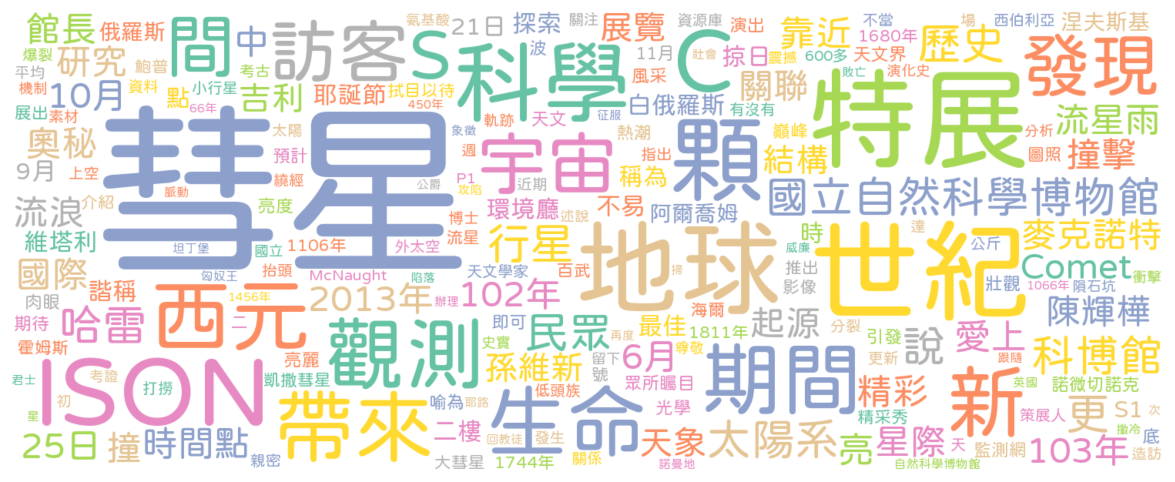 彗星
ISON
地球
世紀
特展
科學
西元
觀測
帶來
生命
期間
新
顆
宇宙
發現
訪客
間
S
C
館長
俄羅斯
爆裂
研究
中
平均
鮑普
考古
機制
小行星
10月
點
資料
吉利
展出
素材
66年
奧秘
太陽
預計
9月
上空
繞經
脈動
流浪
介紹
亮度
維塔利
坦丁堡
國立
1106年
國際
抬頭
匈奴王
McNaught
肉眼
諧稱
1456年
2013年
期待
哈雷
二
霍姆斯
亮麗
君士
考證
打撈
凱撒彗星
星
初
25日
撞
時間點
親密
氨基酸
21日
探索
關注
波
11月
展覽
風采
耶誕節
拭目以待
450年
軌跡
天文
征服
熱潮
象徵
週
P1
攻陷
近期
指出
稱為
公爵
博士
流星
環境廳
述說
不易
外太空
行星
天文學家
百武
陷落
102年
辦理
即可
民眾
史實
留下
再度
孫維新
號
低頭族
喻為
耶路
二樓
回教徒
發生
大彗星
1744年
關係
資源庫
社會
演出
掠日
震撼
靠近
不當
1680年
場
西伯利亞
涅夫斯基
天文界
歷史
600多
敗亡
演化史
關聯
白俄羅斯
有沒有
巔峰
結構
流星雨
分析
圖照
撞擊
國立自然科學博物館
阿爾喬姆
時
達
威廉
公斤
麥克諾特
掃
推出
影像
壯觀
Comet
衝擊
隕石坑
1066年
陳輝樺
海爾
最佳
1811年
起源
分裂
引發
說
愛上
更新
跟隨
科博館
6月
尊敬
眾所矚目
精彩
英國
諾微切諾克
光學
精采秀
策展人
更
S1
次
撤冷
天象
太陽系
亮
星際
天
監測網
103年
底
造訪
諾曼地
自然科學博物館